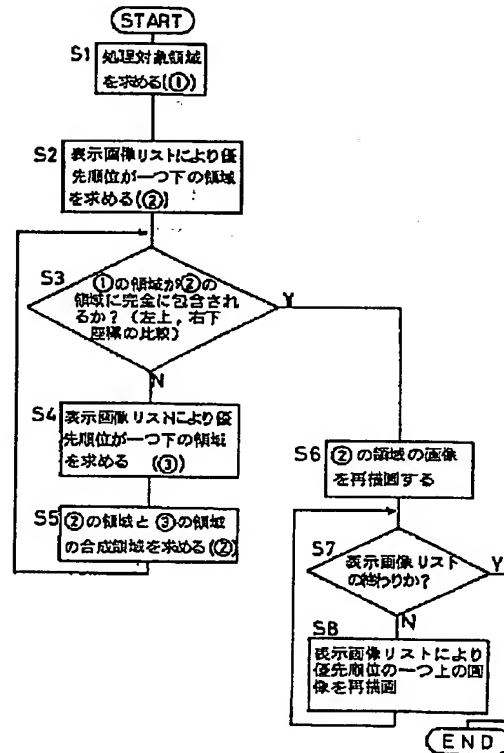 START
S1
処理対象領域
を求める(①)
S2
表示画像リストにより優
先順位が一つ下の領域
を求める(②)
S3
①の領域が②の
領域に完全に包含され
るか？(左上，右下
座標の比較)
Y
N
S4
表示画像リストにより優
先順位が一つ下の領域
を求める (③)
S5
②の領域と③の領域
の合成領域を求める(②)
S6
②の領域の画像
を再描画する
S7
表示画像リスト
の終わりか？
Y
N
S8
表示画像リストにより
優先順位の一つ上の画
像を再描画
END